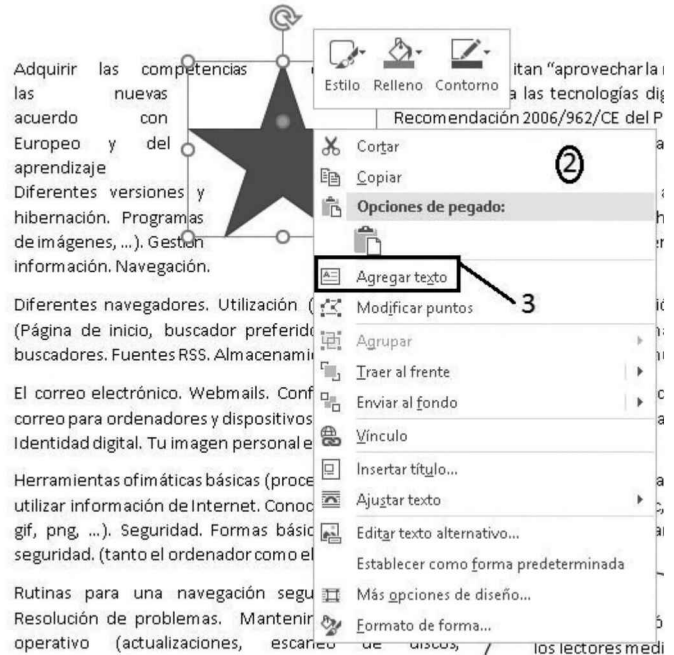 Estilo Relleno Contorno
Adquirir las competencias
itan “aprovechar la
las nuevas
a las tecnologías dig
acuerdo con
Recomendación 2006/962/CE del P
Europeo y del
aprendizaje
Diferentes versiones y
hibernación. Programas
de imágenes, ...). Gestión
información. Navegación.
Diferentes navegadores. Utilización (
(Página de inicio, buscador preferido
buscadores. Fuentes RSS. Almacenami
El correo electrónico. Webmails. Conf
correo para ordenadores y dispositivos
Identidad digital. Tu imagen personal e
Herramientas ofimáticas básicas (proce
utilizar información de Internet. Conoc
gif, png, ...). Seguridad. Formas básic
seguridad. (tanto el ordenador como el
Rutinas para una navegación segu
Resolución de problemas. Mantenir
operativo (actualizaciones, escaneo de discos,
los lectores medi
Cortar
2
Copiar
Opciones de pegado:
Agregar texto
3
Modificar puntos
Agrupar
Traer al frente
Enviar al fondo
Vínculo
Insertar título...
Ajustar texto
Editar texto alternativo...
Establecer como forma predeterminada
Más opciones de diseño...
Formato de forma...